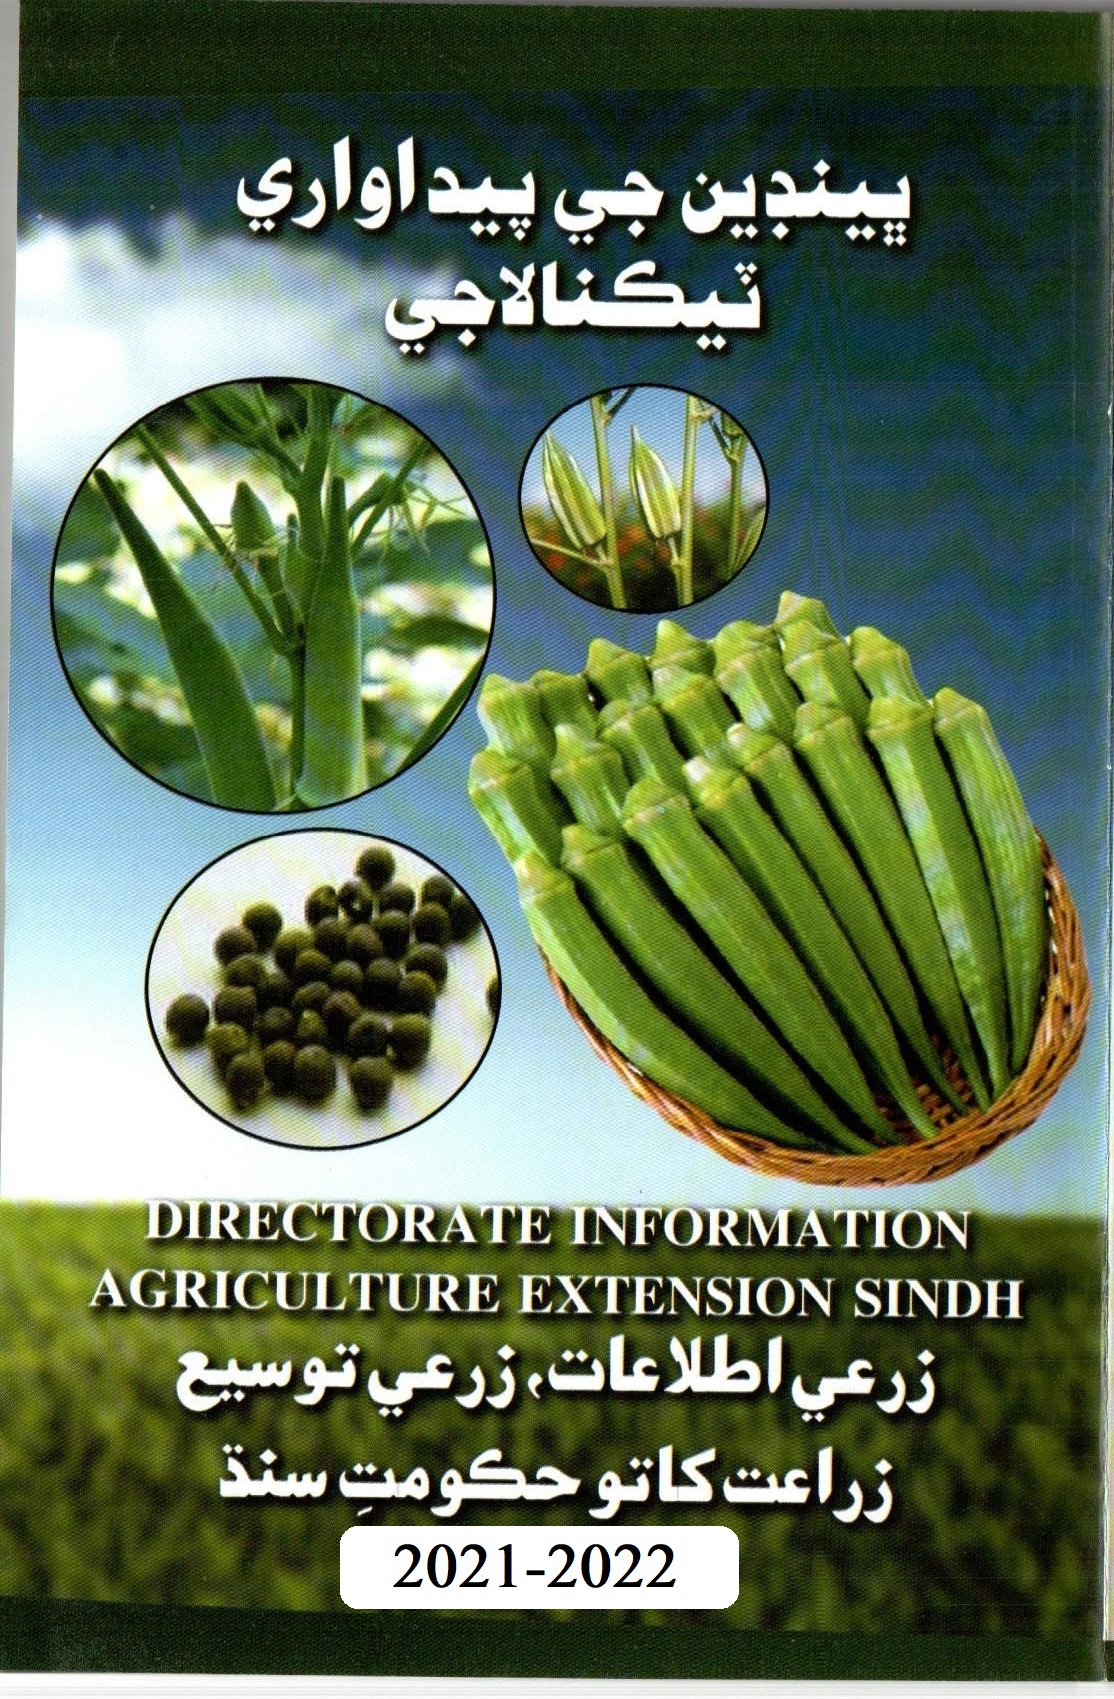 ڀينڊين جي پيداواري
ٽيڪنالاجي
DIRECTORATE INFORMATION
AGRICULTURE EXTENSION SINDH
زرعي اطلاعات، زرعي توسيع
زراعت کاتو حڪومتِ سنڌ
2021-2022